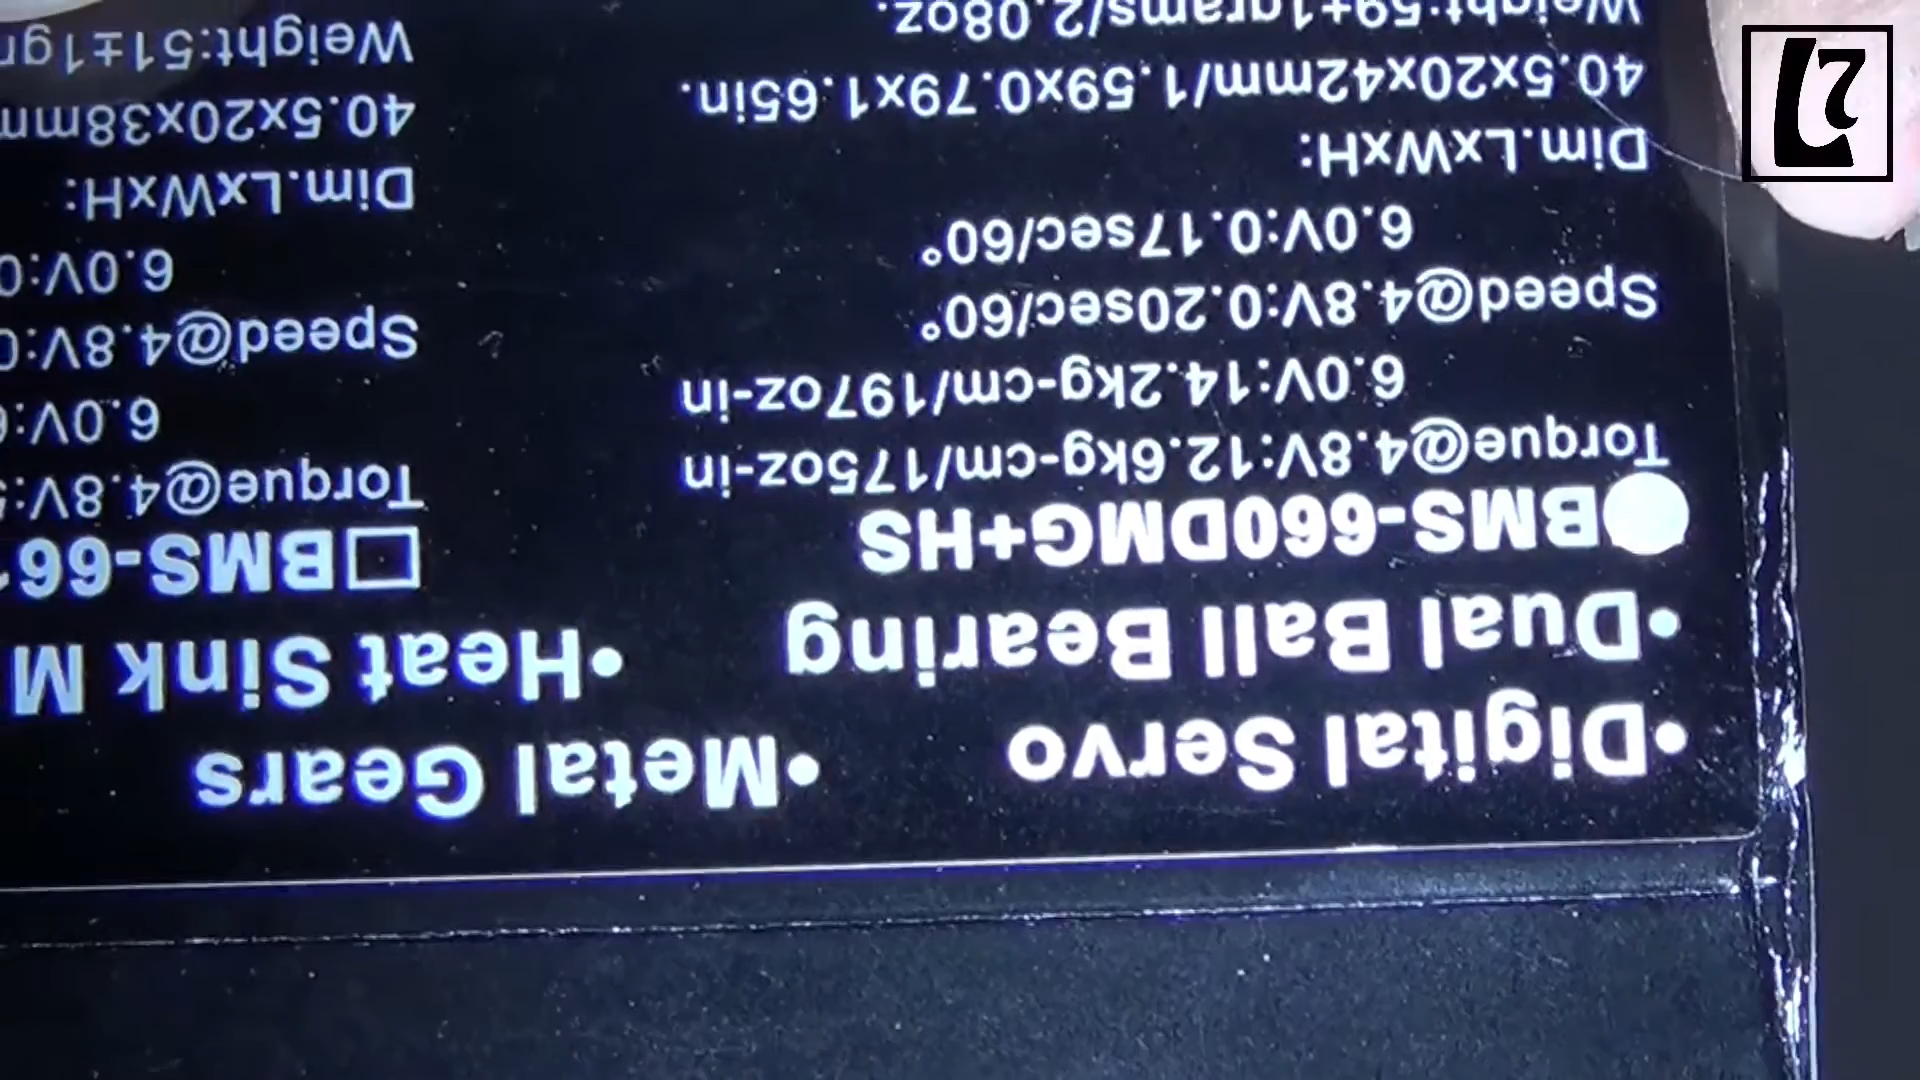 •Digital Servo •Metal Gears
•Dual Ball Bearing •Heat Sink M
BMS-660DMG+HS
Torque@4.8V:12.6kg-cm/175oz-in
6.0V:14.2kg-cm/197oz-in
Speed@4.8V:0.20sec/60°
6.0V:0.17sec/60°
Dim.LxWxH:
40.5x20x42mm/1.59x0.79x1.65in.
Weight:59±1grams/2.08oz.
BMS-66
Torque@4.8V:
6.0V:
Speed@4.8V:0
6.0V:0
Dim.LxWxH:
40.5x20x38mm
Weight:51±1gr
L7